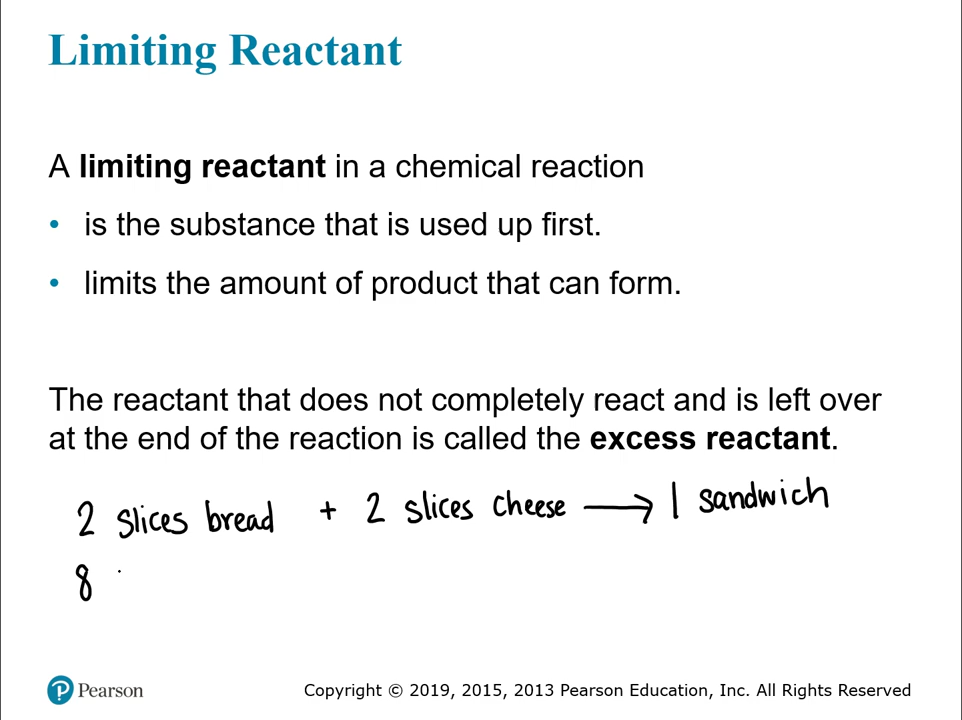 Limiting Reactant
A limiting reactant in a chemical reaction
• is the substance that is used up first.
• limits the amount of product that can form.
The reactant that does not completely react and is left over
at the end of the reaction is called the excess reactant.
2 slices bread + 2 slices cheese → 1 sandwich
8
Pearson
Copyright © 2019, 2015, 2013 Pearson Education, Inc. All Rights Reserved